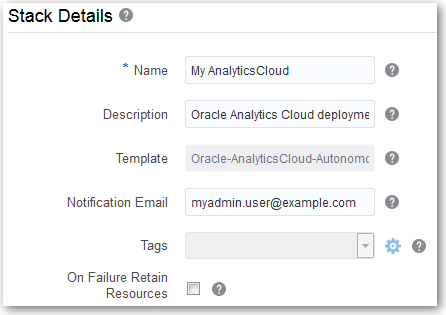 Stack Details ?
* Name My AnalyticsCloud ?
Description Oracle Analytics Cloud deployme ?
Template Oracle-AnalyticsCloud-Autonomo ?
Notification Email myadmin.user@example.com ?
Tags ?
On Failure Retain
Resources ?